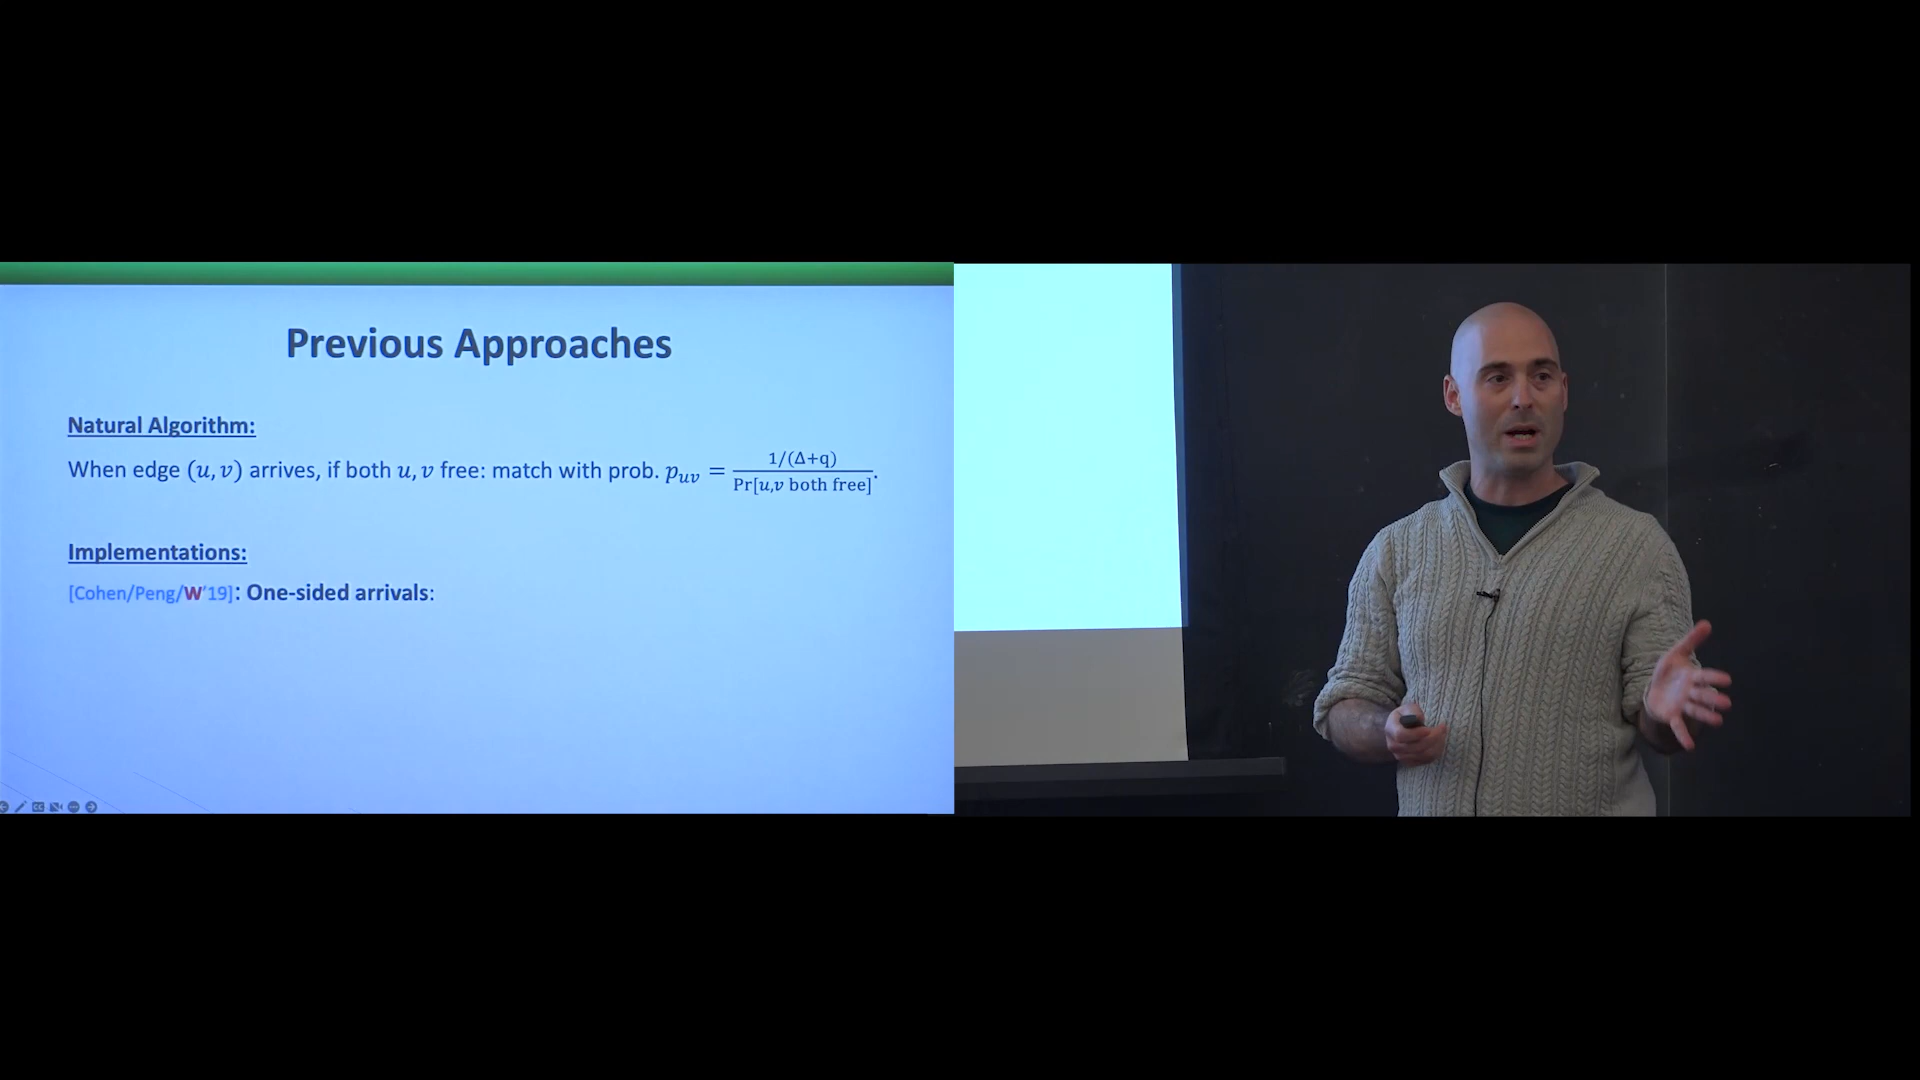 Previous Approaches
Natural Algorithm:
When edge (𝑢, 𝑣) arrives, if both 𝑢, 𝑣 free: match with prob. 𝑝ᵤᵥ = 1/(Δ+q) / Pr[𝑢,𝑣 both free].
Implementations:
[Cohen/Peng/W'19]: One-sided arrivals: